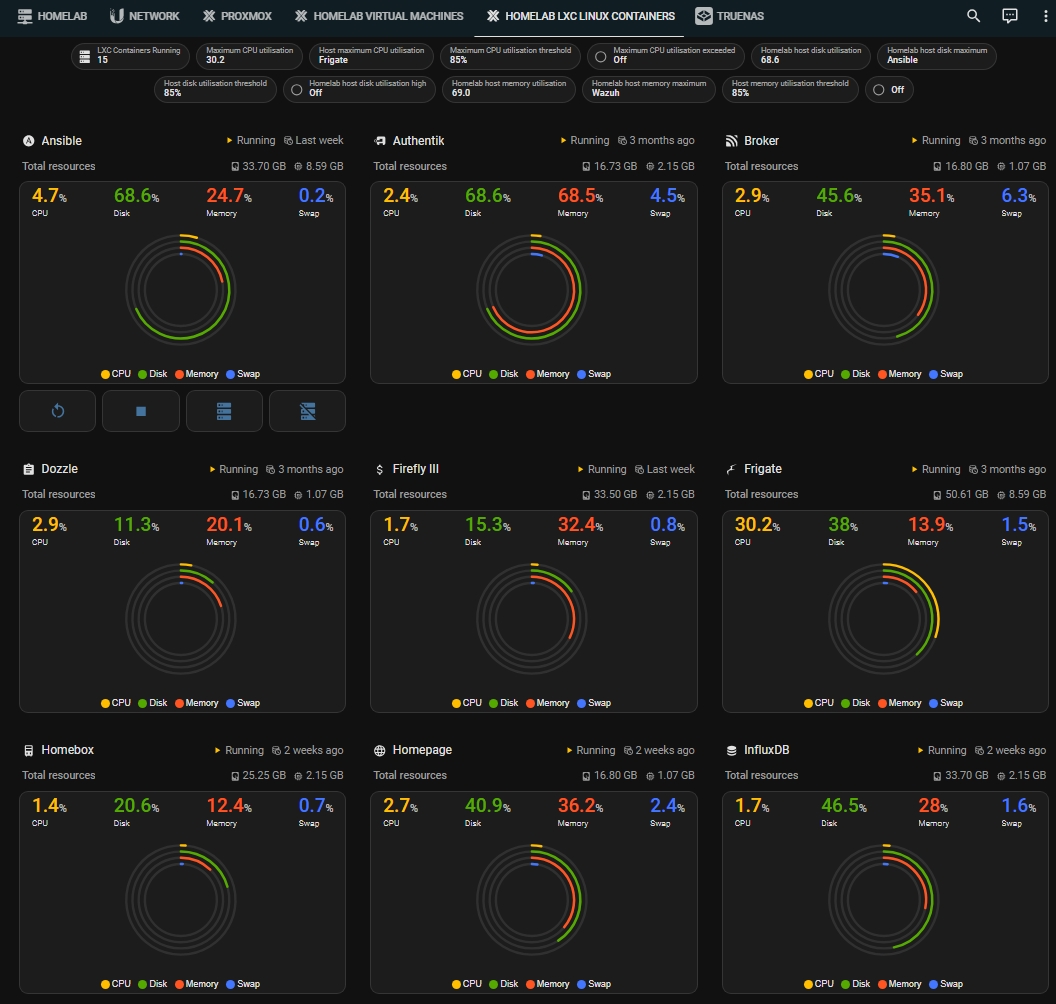 HOMELAB NETWORK PROXMOX HOMELAB VIRTUAL MACHINES HOMELAB LXC LINUX CONTAINERS TRUENAS
LXC Containers Running Maximum CPU utilisation Host maximum CPU utilisation Maximum CPU utilisation threshold Maximum CPU utilisation exceeded Homelab host disk utilisation Homelab host disk maximum
15 30.2 Frigate 85% Off 68.6 Ansible
Host disk utilisation threshold Homelab host disk utilisation high Homelab host memory utilisation Homelab host memory maximum Host memory utilisation threshold
85% Off 69.0 Wazuh 85% Off
Ansible Running Last week Authentik Running 3 months ago Broker Running 3 months ago
Total resources 33.70 GB 8.59 GB Total resources 16.73 GB 2.15 GB Total resources 16.80 GB 1.07 GB
4.7% 68.6% 24.7% 0.2% 2.4% 68.6% 68.5% 4.5% 2.9% 45.6% 35.1% 6.3%
CPU Disk Memory Swap CPU Disk Memory Swap CPU Disk Memory Swap
CPU Disk Memory Swap CPU Disk Memory Swap CPU Disk Memory Swap
Dozzle Running 3 months ago Firefly III Running Last week Frigate Running 3 months ago
Total resources 16.73 GB 1.07 GB Total resources 33.50 GB 2.15 GB Total resources 50.61 GB 8.59 GB
2.9% 11.3% 20.1% 0.6% 1.7% 15.3% 32.4% 0.8% 30.2% 38% 13.9% 1.5%
CPU Disk Memory Swap CPU Disk Memory Swap CPU Disk Memory Swap
CPU Disk Memory Swap CPU Disk Memory Swap CPU Disk Memory Swap
Homebox Running 2 weeks ago Homepage Running 2 weeks ago InfluxDB Running 2 weeks ago
Total resources 25.25 GB 2.15 GB Total resources 16.80 GB 1.07 GB Total resources 33.70 GB 2.15 GB
1.4% 20.6% 12.4% 0.7% 2.7% 40.9% 36.2% 2.4% 1.7% 46.5% 28% 1.6%
CPU Disk Memory Swap CPU Disk Memory Swap CPU Disk Memory Swap
CPU Disk Memory Swap CPU Disk Memory Swap CPU Disk Memory Swap